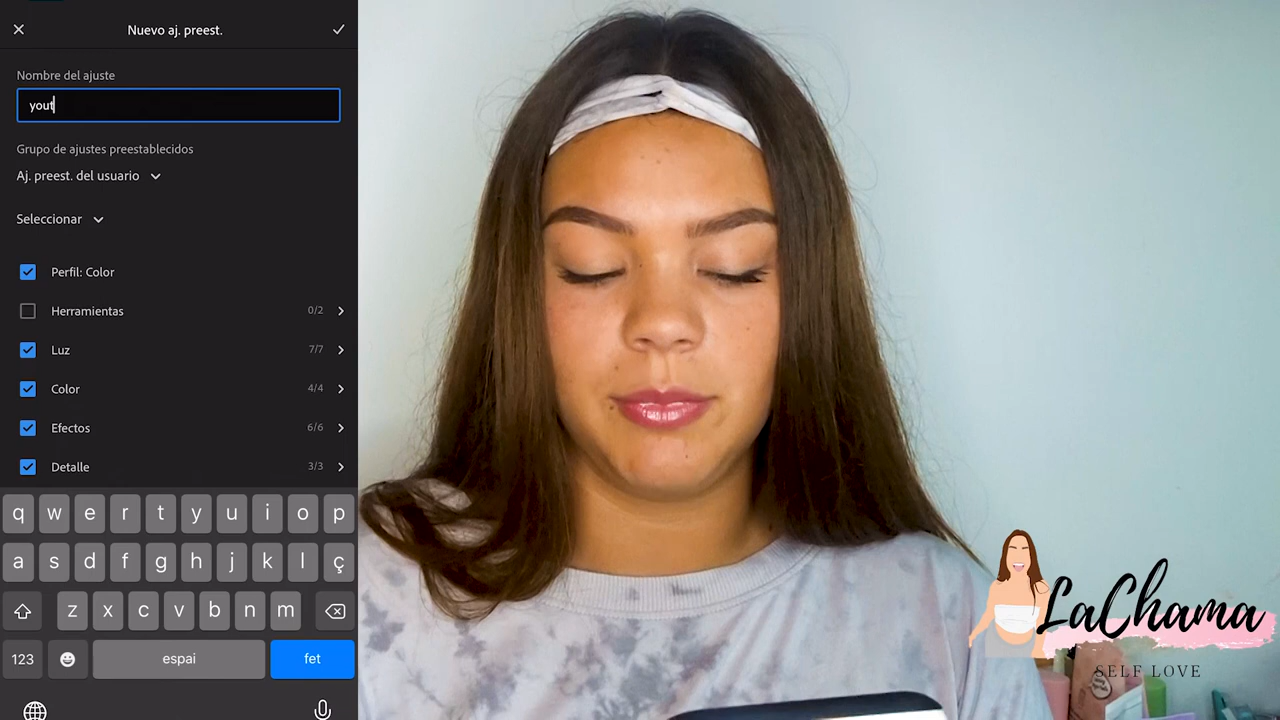 Nuevo aj. preest.
Nombre del ajuste
yout
Grupo de ajustes preestablecidos
Aj. preest. del usuario
Seleccionar
Perfil: Color
Herramientas 0/2
Luz 7/7
Color 4/4
Efectos 6/6
Detalle 3/3
q w e r t y u i o p
a s d f g h j k l ç
z x c v b n m
123 espai fet
LaChama
SELF LOVE